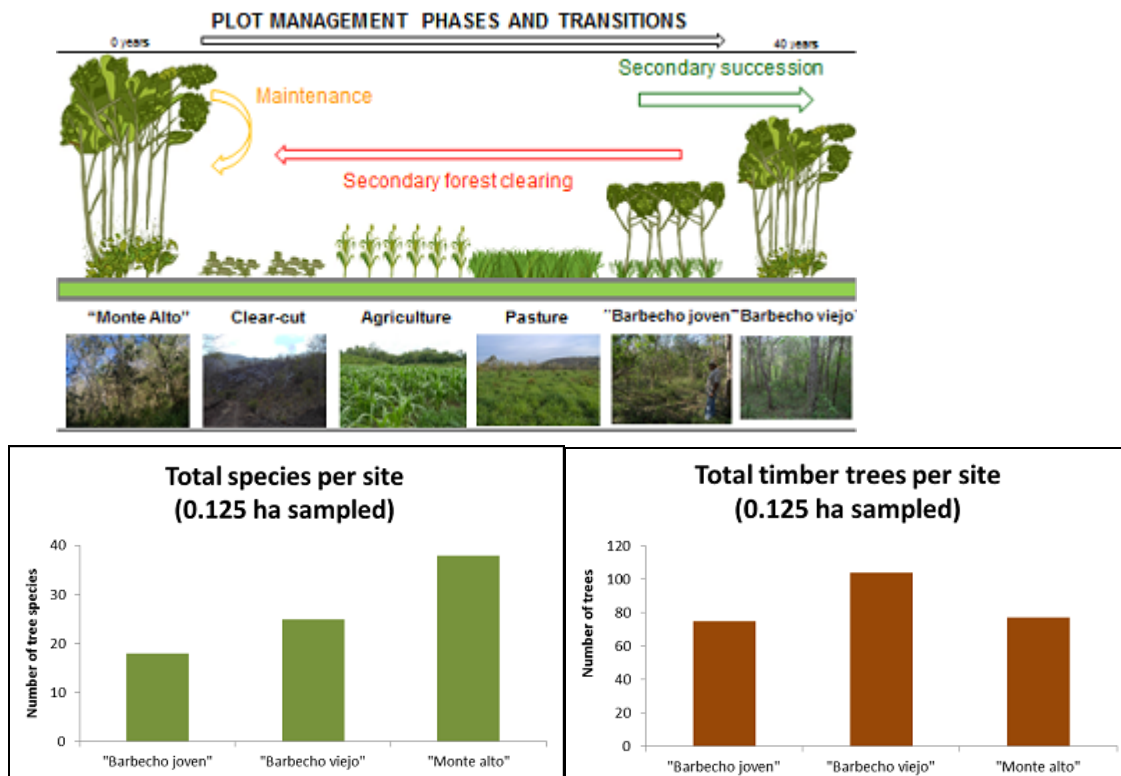 PLOT MANAGEMENT PHASES AND TRANSITIONS
0 years
40 years
Secondary succession
Maintenance
Secondary forest clearing
"Monte Alto"
Clear-cut
Agriculture
Pasture
"Barbecho joven"
"Barbecho viejo"
Total species per site
(0.125 ha sampled)
Number of tree species
40
30
20
10
0
"Barbecho joven"
"Barbecho viejo"
"Monte alto"
Total timber trees per site
(0.125 ha sampled)
Number of trees
120
100
80
60
40
20
0
"Barbecho joven"
"Barbecho viejo"
"Monte alto"